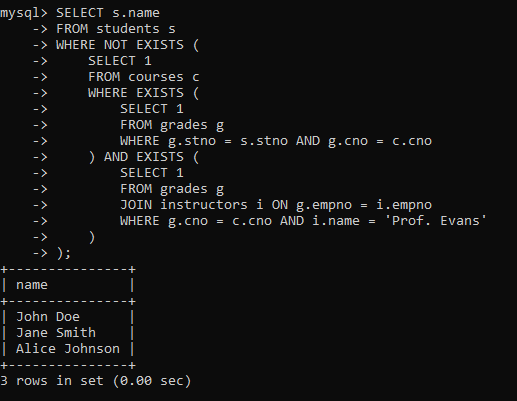 mysql> SELECT s.name
    -> FROM students s
    -> WHERE NOT EXISTS (
    ->     SELECT 1
    ->     FROM courses c
    ->     WHERE EXISTS (
    ->         SELECT 1
    ->         FROM grades g
    ->         WHERE g.stno = s.stno AND g.cno = c.cno
    ->     ) AND EXISTS (
    ->         SELECT 1
    ->         FROM grades g
    ->         JOIN instructors i ON g.empno = i.empno
    ->         WHERE g.cno = c.cno AND i.name = 'Prof. Evans'
    ->     )
    -> );
+---------------+
| name          |
+---------------+
| John Doe      |
| Jane Smith    |
| Alice Johnson |
+---------------+
3 rows in set (0.00 sec)